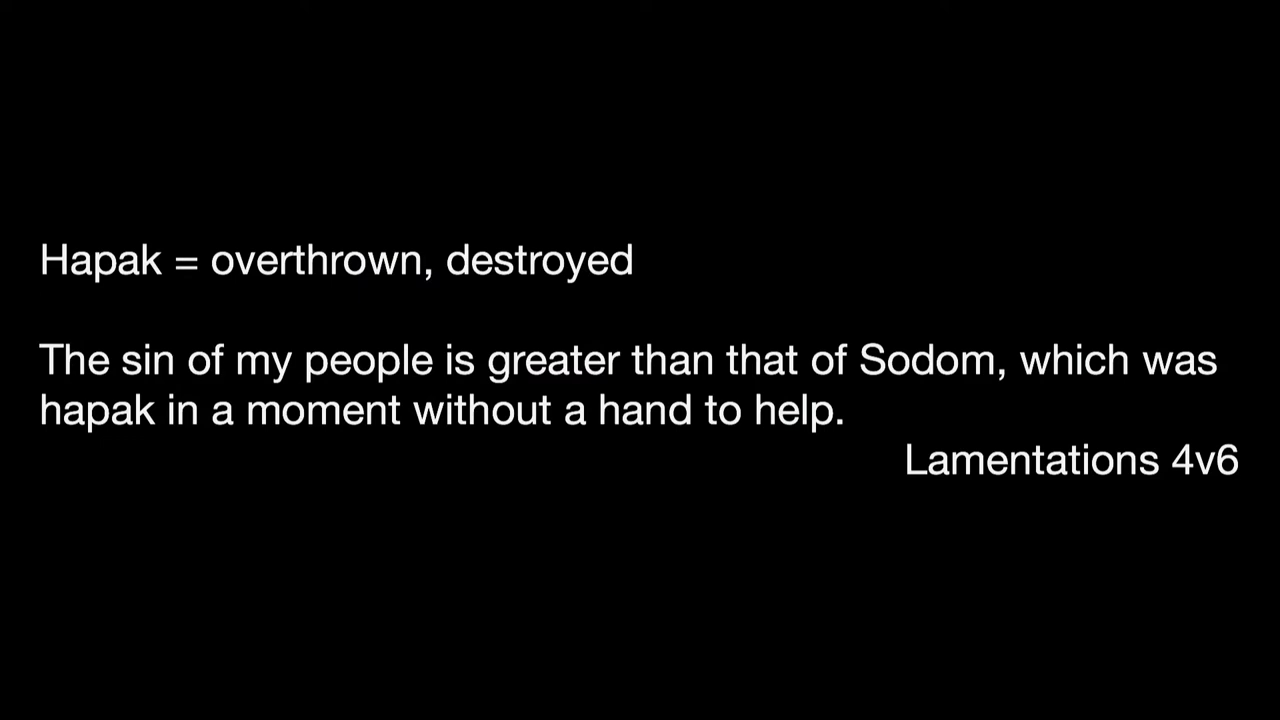 Hapak = overthrown, destroyed
The sin of my people is greater than that of Sodom, which was
hapak in a moment without a hand to help.
Lamentations 4v6